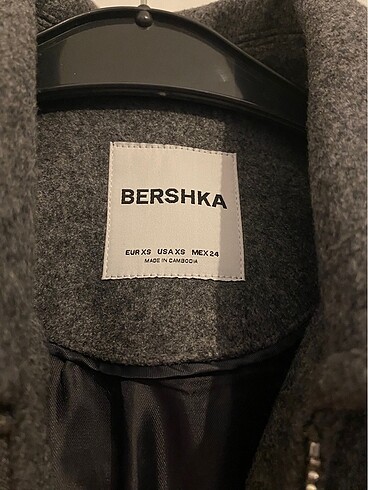 BERSHKA
EUR XS USA XS MEX 24
MADE IN CAMBODIA